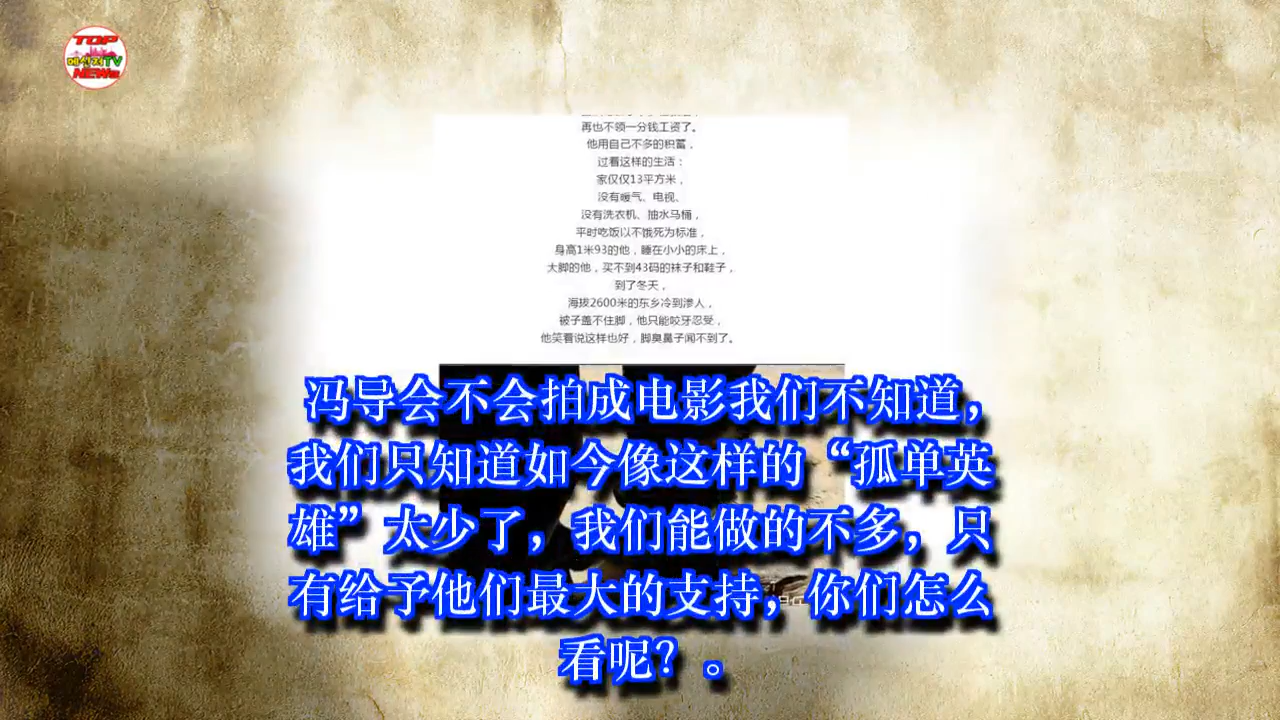 TOP
메신저TV
NEWs
再也不领一分钱工资了。
他用自己不多的积蓄，
过着这样的生活：
家仅仅13平方米，
没有暖气、电视、
没有洗衣机、抽水马桶，
平时吃饭以不饿死为标准，
身高1米93的他，睡在小小的床上，
大脚的他，买不到43码的袜子和鞋子，
到了冬天，
海拔2600米的东乡冷到渗人，
被子盖不住脚，他只能咬牙忍受，
他笑着说这样也好，脚臭鼻子闻不到了。
冯导会不会拍成电影我们不知道，
我们只知道如今像这样的“孤单英
雄”太少了，我们能做的不多，只
有给予他们最大的支持，你们怎么
看呢？。